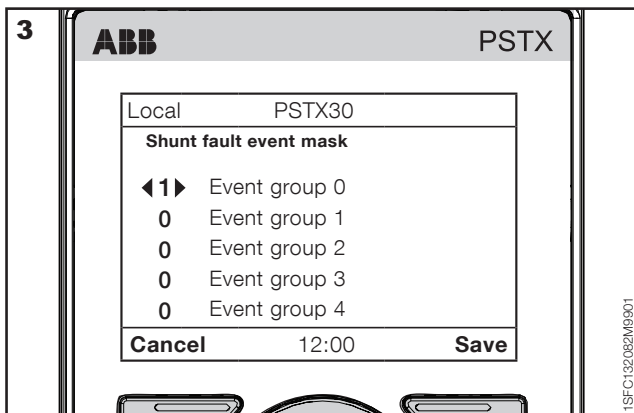 3
ABB PSTX
Local PSTX30
Shunt fault event mask
1 Event group 0
0 Event group 1
0 Event group 2
0 Event group 3
0 Event group 4
Cancel 12:00 Save
1SFC132082M9901